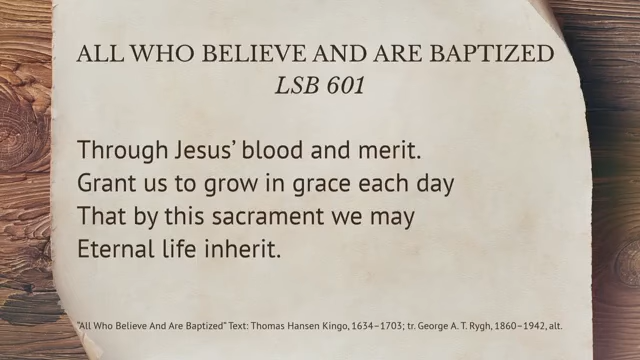 ALL WHO BELIEVE AND ARE BAPTIZED
LSB 601
Through Jesus’ blood and merit.
Grant us to grow in grace each day
That by this sacrament we may
Eternal life inherit.
"All Who Believe And Are Baptized" Text: Thomas Hansen Kingo, 1634–1703; tr. George A. T. Rygh, 1860–1942, alt.